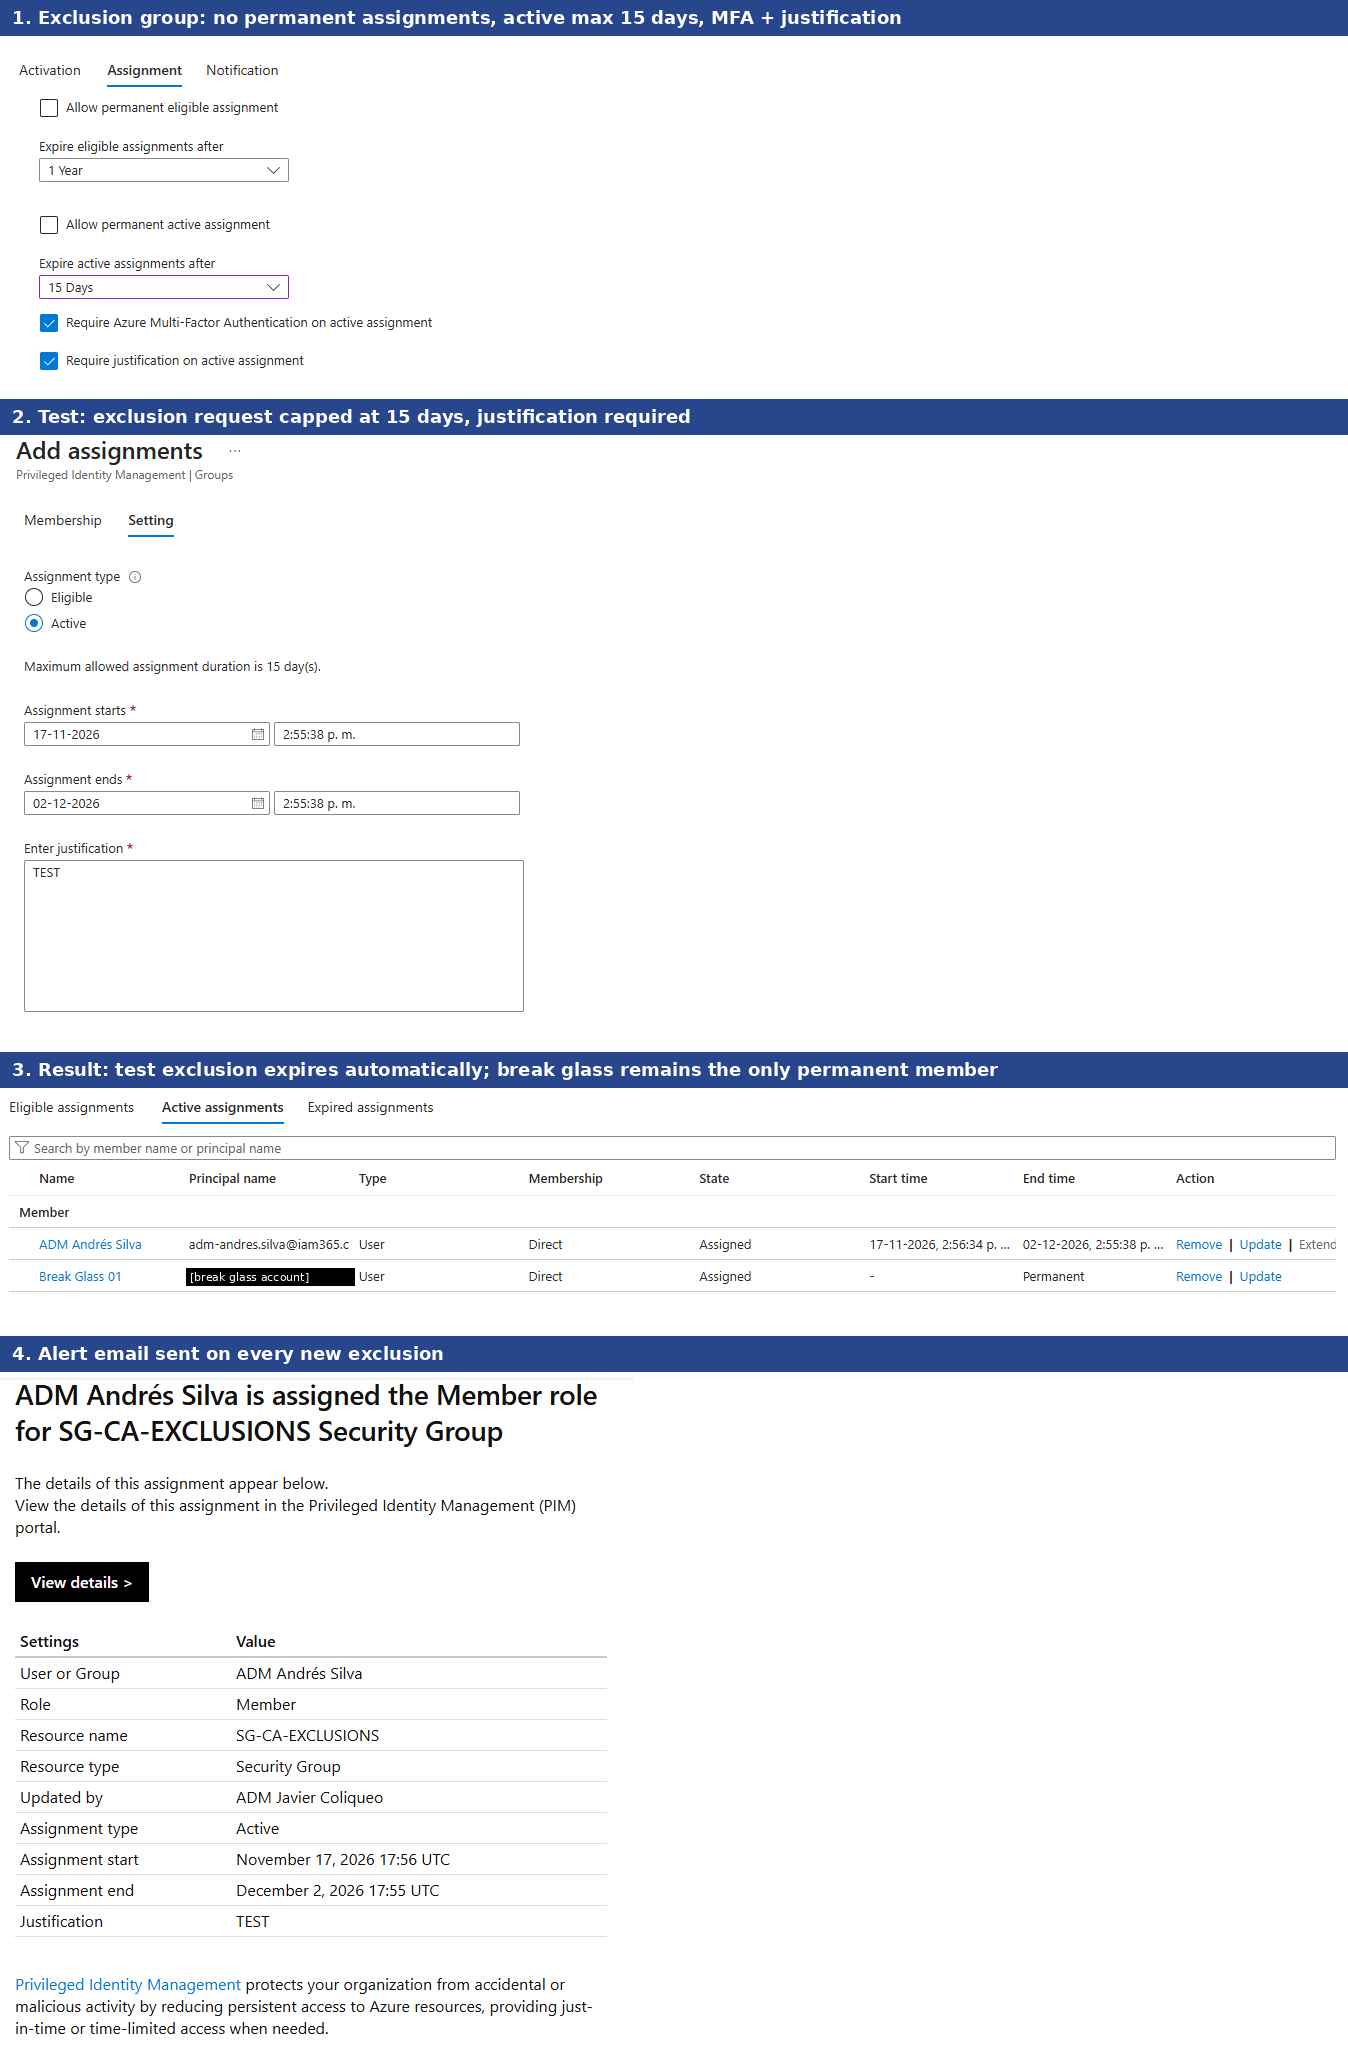 1. Exclusion group: no permanent assignments, active max 15 days, MFA + justification
Activation Assignment Notification
Allow permanent eligible assignment
Expire eligible assignments after
1 Year
Allow permanent active assignment
Expire active assignments after
15 Days
Require Azure Multi-Factor Authentication on active assignment
Require justification on active assignment
2. Test: exclusion request capped at 15 days, justification required
Add assignments ...
Privileged Identity Management | Groups
Membership Setting
Assignment type
Eligible
Active
Maximum allowed assignment duration is 15 day(s).
Assignment starts *
17-11-2026 2:55:38 p. m.
Assignment ends *
02-12-2026 2:55:38 p. m.
Enter justification *
TEST
3. Result: test exclusion expires automatically; break glass remains the only permanent member
Eligible assignments Active assignments Expired assignments
Search by member name or principal name
Name Principal name Type Membership State Start time End time Action
Member
ADM Andrés Silva adm-andres.silva@iam365.c User Direct Assigned 17-11-2026, 2:56:34 p. ... 02-12-2026, 2:55:38 p. ... Remove | Update | Extend
Break Glass 01 [break glass account] User Direct Assigned - Permanent Remove | Update
4. Alert email sent on every new exclusion
ADM Andrés Silva is assigned the Member role
for SG-CA-EXCLUSIONS Security Group
The details of this assignment appear below.
View the details of this assignment in the Privileged Identity Management (PIM)
portal.
View details >
Settings Value
User or Group ADM Andrés Silva
Role Member
Resource name SG-CA-EXCLUSIONS
Resource type Security Group
Updated by ADM Javier Coliqueo
Assignment type Active
Assignment start November 17, 2026 17:56 UTC
Assignment end December 2, 2026 17:55 UTC
Justification TEST
Privileged Identity Management protects your organization from accidental or
malicious activity by reducing persistent access to Azure resources, providing just-
in-time or time-limited access when needed.